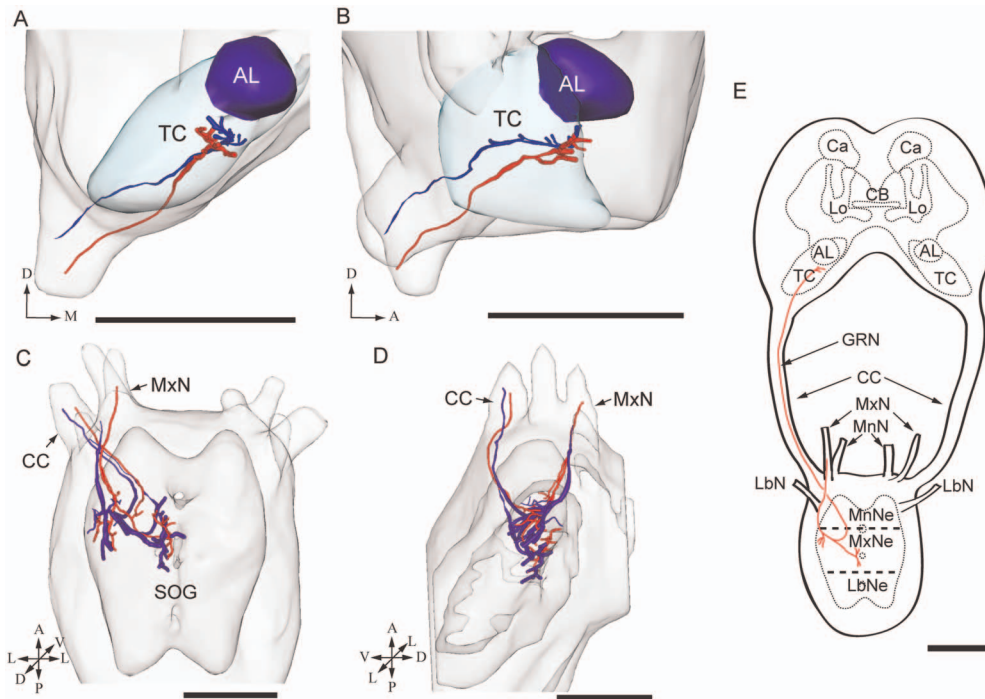 A
AL
TC
D
M
B
AL
TC
D
A
C
MxN
CC
SOG
A
V
L
L
D
P
D
CC
MxN
A
L
V
D
L
P
E
Ca
Ca
CB
Lo
Lo
AL
AL
TC
TC
GRN
CC
MxN
MnN
LbN
LbN
MnNe
MxNe
LbNe